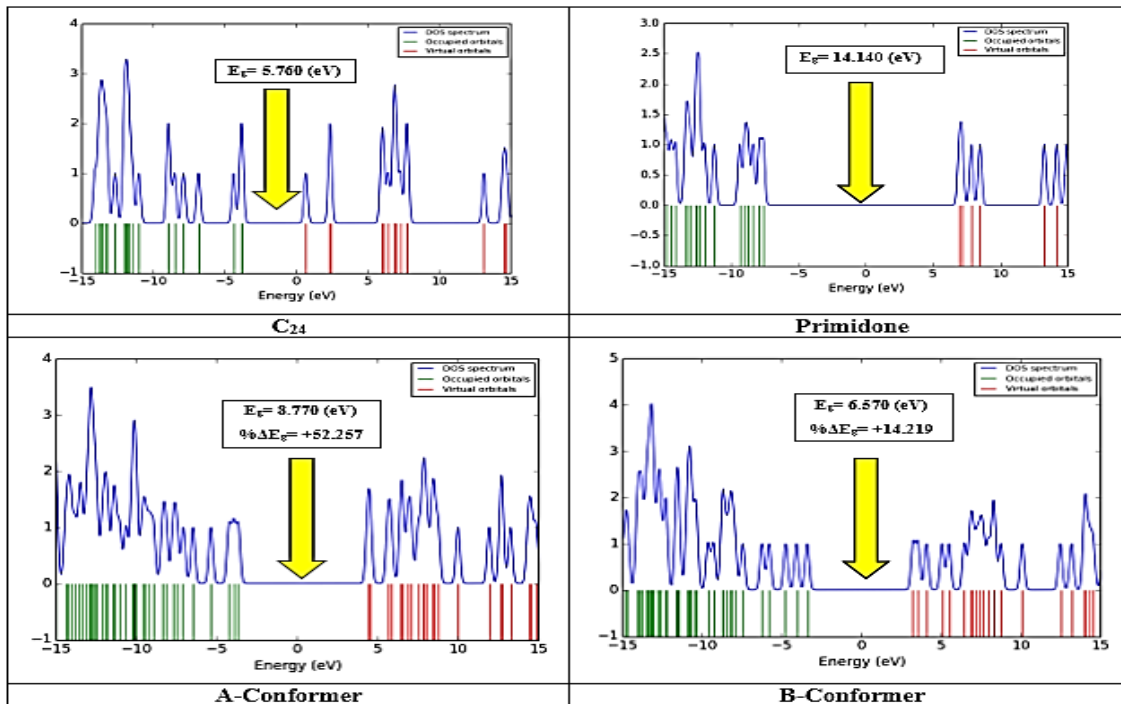 4
3
2
1
0
−1
−15
−10
−5
0
5
10
15
Energy (eV)
DOS spectrum
Occupied orbitals
Virtual orbitals
Eg= 5.760 (eV)
3.0
2.5
2.0
1.5
1.0
0.5
0.0
−0.5
−1.0
−15
−10
−5
0
5
10
15
Energy (eV)
DOS spectrum
Occupied orbitals
Virtual orbitals
Eg= 14.140 (eV)
C24
Primidone
4
3
2
1
0
−1
−15
−10
−5
0
5
10
15
Energy (eV)
DOS spectrum
Occupied orbitals
Virtual orbitals
Eg= 8.770 (eV)
%ΔEg= +52.257
5
4
3
2
1
0
−1
−15
−10
−5
0
5
10
15
Energy (eV)
DOS spectrum
Occupied orbitals
Virtual orbitals
Eg= 6.570 (eV)
%ΔEg= +14.219
A-Conformer
B-Conformer